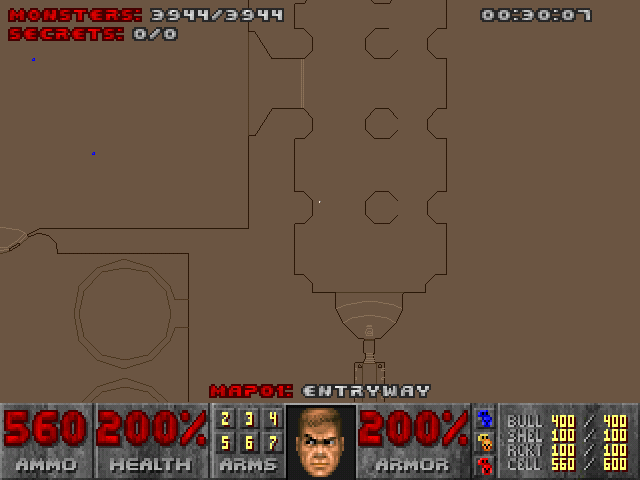 MONSTERS: 3944/3944 00:30:07
SECRETS: 0/0
MAP01: ENTRYWAY
560 200% 2 3 4 200% BULL 400 / 400
5 6 7 SHEL 100 / 100
RCKT 100 / 100
AMMO HEALTH ARMS ARMOR CELL 560 / 600